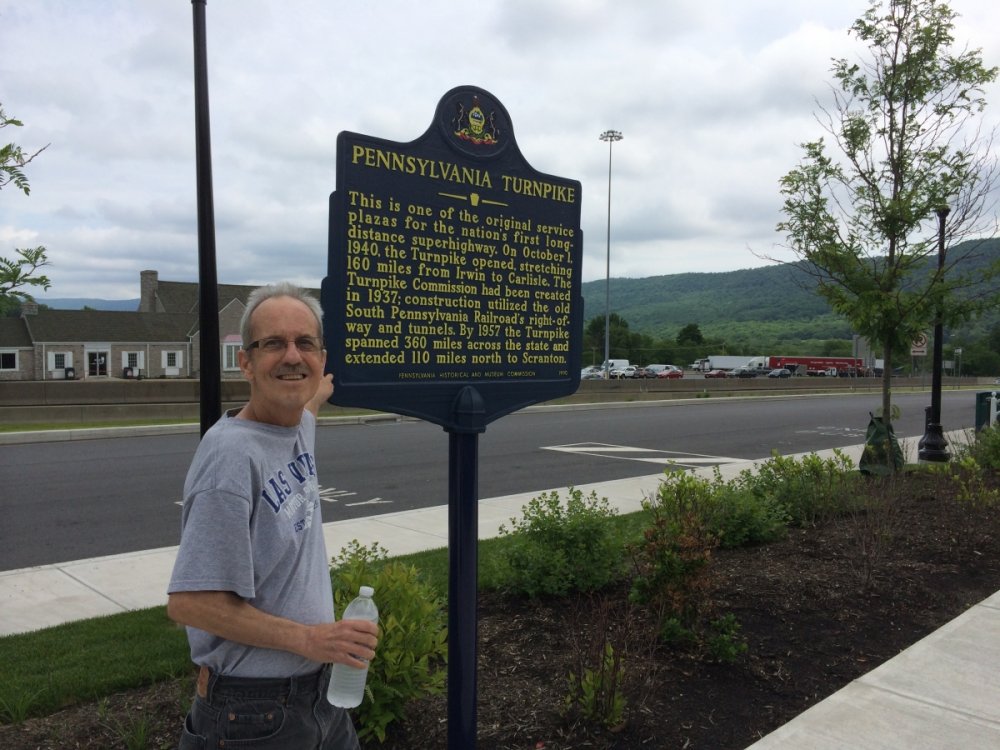 PENNSYLVANIA TURNPIKE
This is one of the original service
plazas for the nation's first long-
distance superhighway. On October 1,
1940, the Turnpike opened, stretching
160 miles from Irwin to Carlisle. The
Turnpike Commission had been created
in 1937; construction utilized the old
South Pennsylvania Railroad's right-of-
way and tunnels. By 1957 the Turnpike
spanned 360 miles across the state and
extended 110 miles north to Scranton.
PENNSYLVANIA HISTORICAL AND MUSEUM COMMISSION 1990
LAS VE